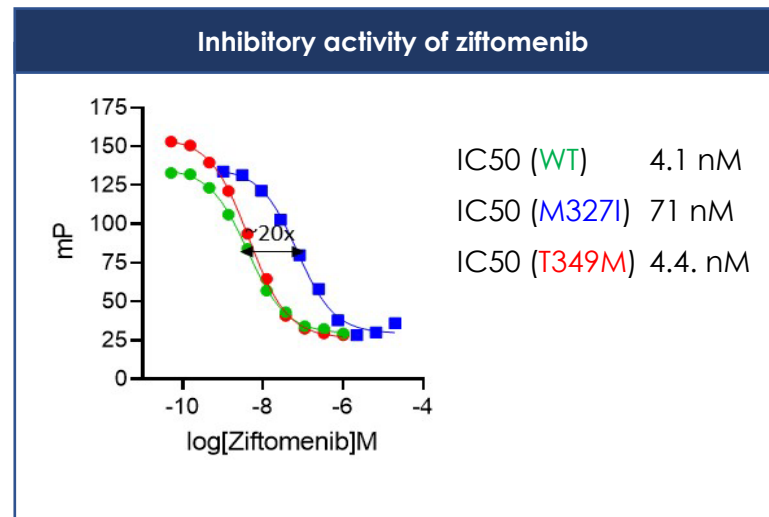 Inhibitory activity of ziftomenib
175
150
125
100
75
50
25
0
mP
~20x
-10 -8 -6 -4
log[Ziftomenib]M
IC50 (WT) 4.1 nM
IC50 (M327I) 71 nM
IC50 (T349M) 4.4. nM